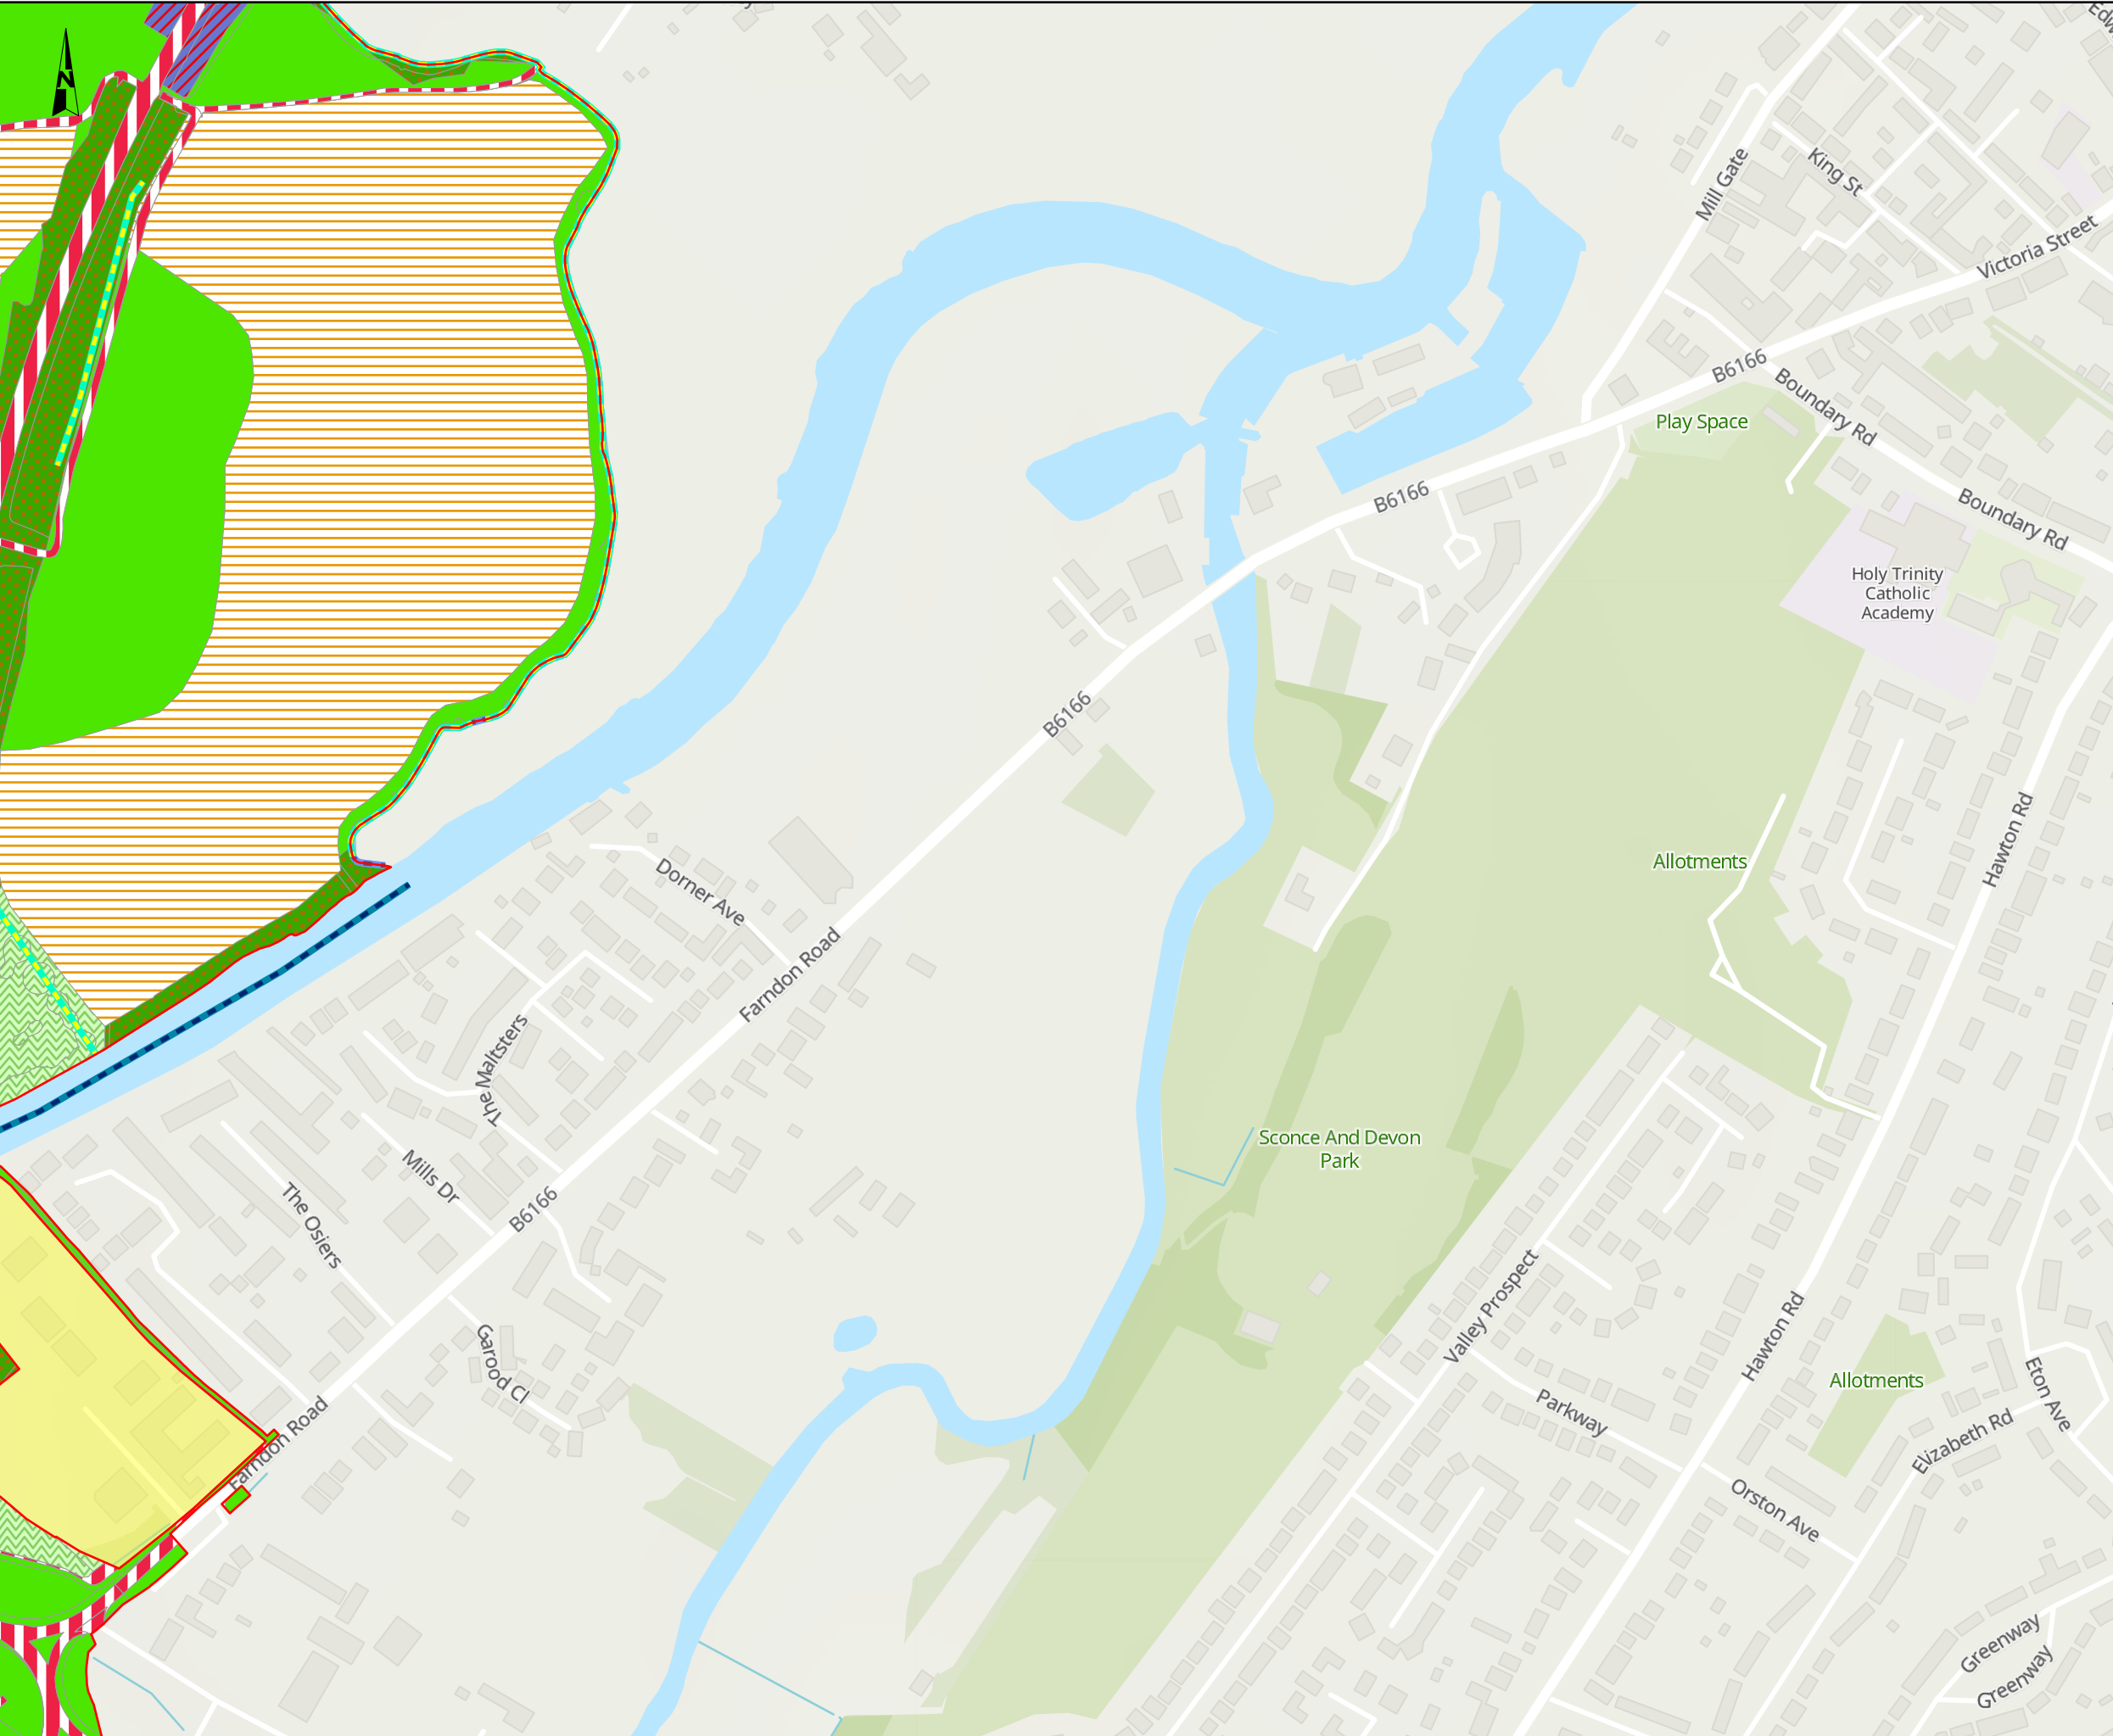 N
King St
Mill Gate
Victoria Street
B6166
Boundary Rd
Play Space
B6166
Boundary Rd
Holy Trinity
Catholic
Academy
B6166
Hawton Rd
Allotments
Dorner Ave
Farndon Road
The Maltsters
Sconce And Devon
Park
Mills Dr
B6166
The Osiers
Valley Prospect
Hawton Rd
Garood Cl
Allotments
Eton Ave
Parkway
Elizabeth Rd
Farndon Road
Orston Ave
Greenway
Greenway